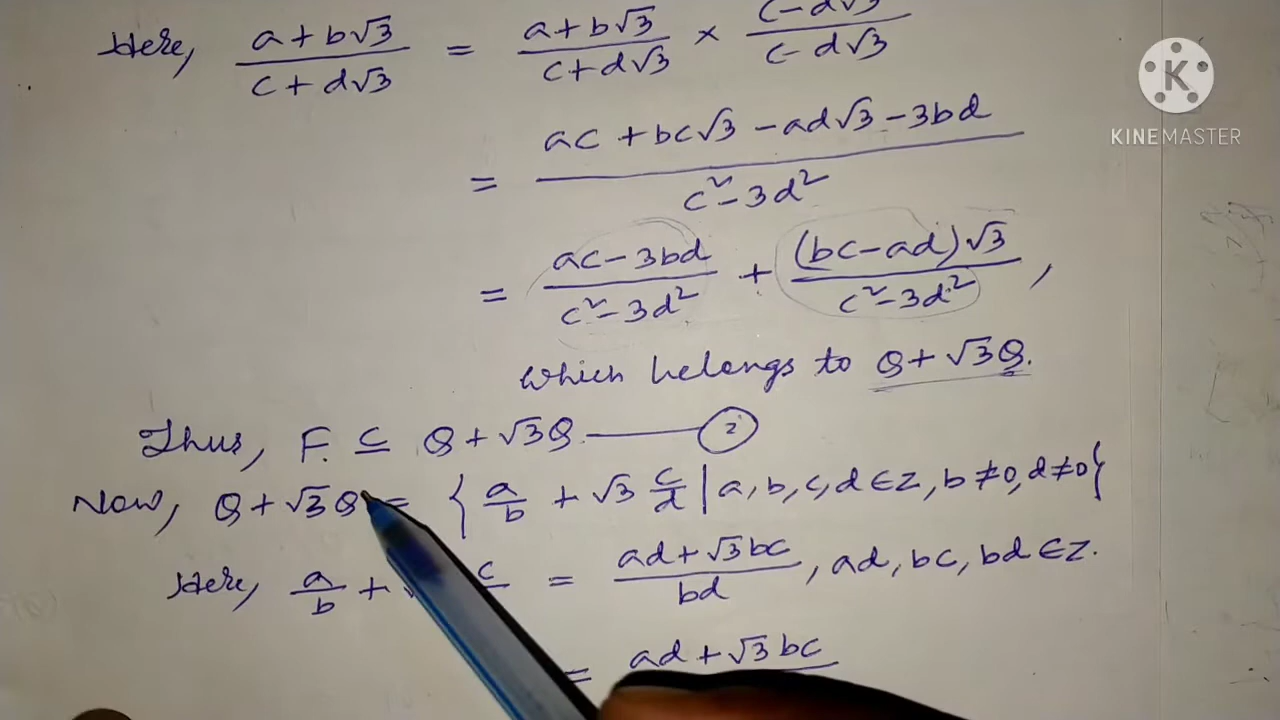 Here, (a+b√3)/(c+d√3) = (a+b√3)/(c+d√3) × (c-d√3)/(c-d√3)
K
KINEMASTER
= (ac + bc√3 - ad√3 - 3bd)/(c² - 3d²)
= (ac - 3bd)/(c² - 3d²) + ((bc - ad)√3)/(c² - 3d²) ,
which belongs to Q + √3Q.
Thus, F ⊆ Q + √3Q —— ②
Now, Q + √3Q = { a/b + √3 c/d | a, b, c, d ∈ Z, b ≠ 0, d ≠ 0 }
Here, a/b + c = (ad + √3bc)/bd , ad, bc, bd ∈ Z.
= ad + √3 bc